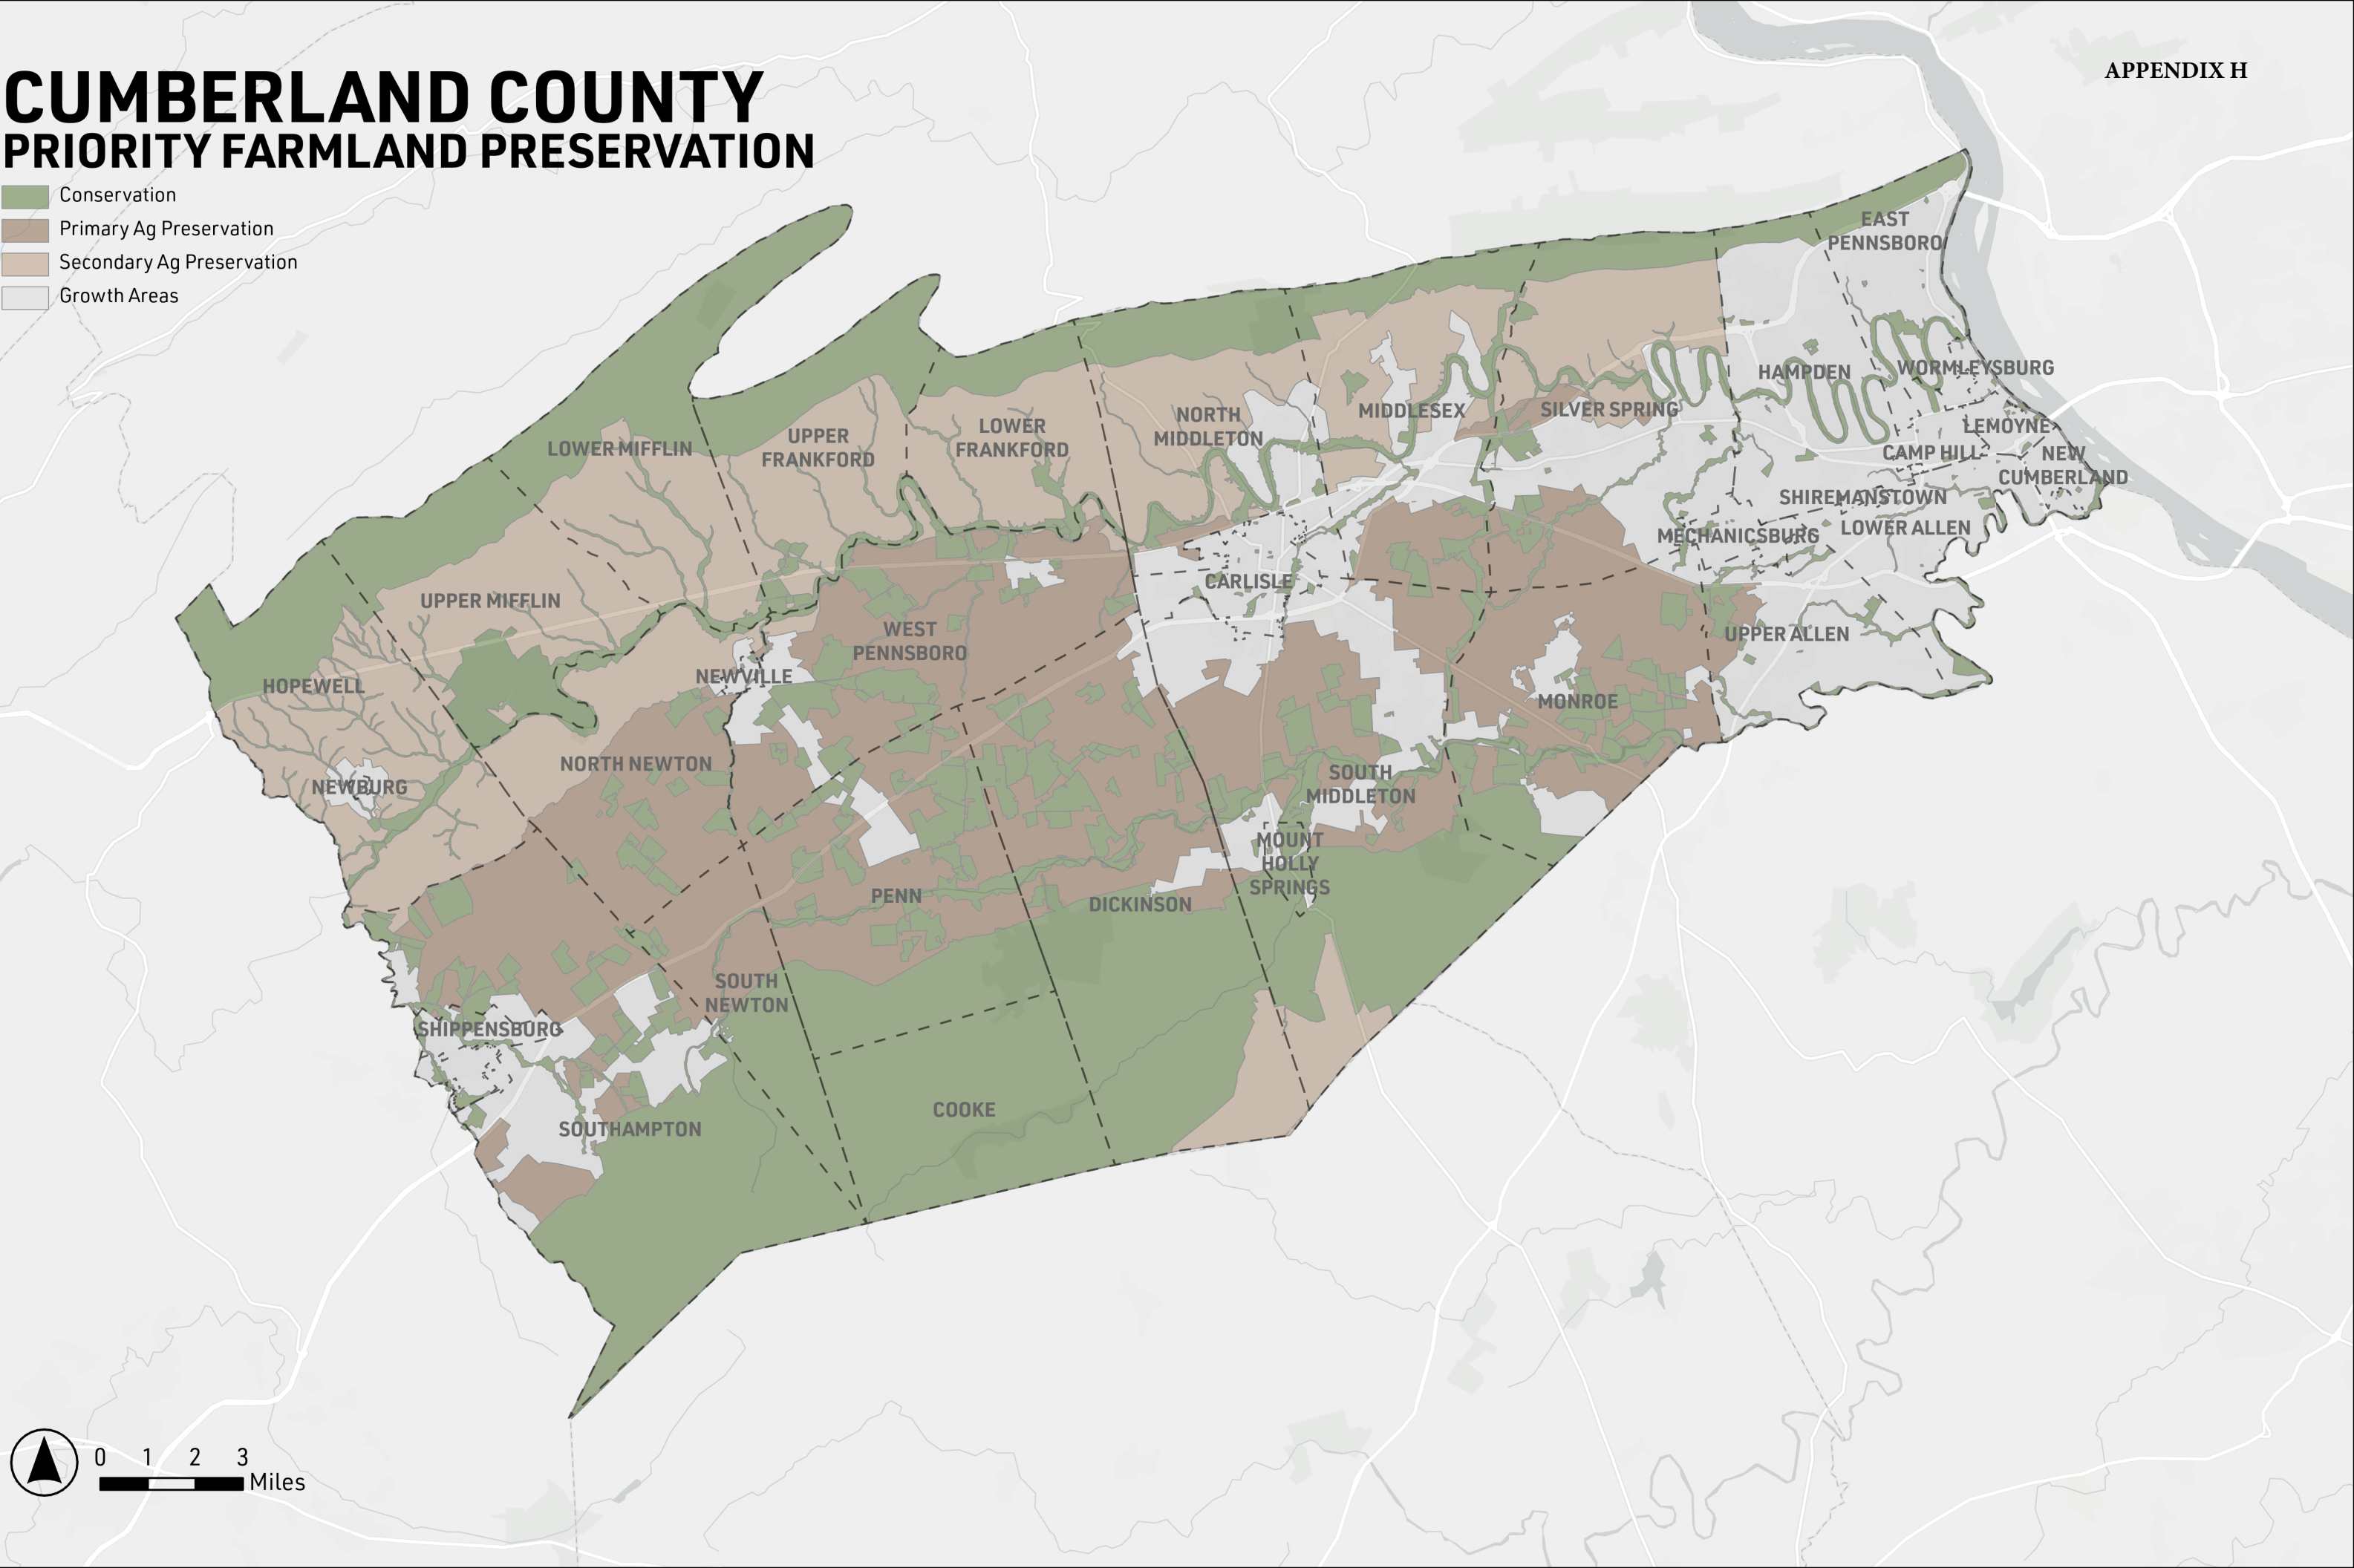 APPENDIX H
CUMBERLAND COUNTY
PRIORITY FARMLAND PRESERVATION
Conservation
Primary Ag Preservation
Secondary Ag Preservation
Growth Areas
EAST
PENNSBORO
HAMPDEN
WORMLEYSBURG
LOWER MIFFLIN
UPPER
FRANKFORD
LOWER
FRANKFORD
NORTH
MIDDLETON
MIDDLESEX
SILVER SPRING
LEMOYNE
CAMP HILL
NEW
CUMBERLAND
SHIREMANSTOWN
LOWER ALLEN
MECHANICSBURG
CARLISLE
UPPER MIFFLIN
WEST
PENNSBORO
UPPER ALLEN
HOPEWELL
NEWVILLE
MONROE
NORTH NEWTON
NEWBURG
SOUTH
MIDDLETON
MOUNT
HOLLY
SPRINGS
PENN
DICKINSON
SOUTH
NEWTON
SHIPPENSBURG
COOKE
SOUTHAMPTON
0 1 2 3
Miles